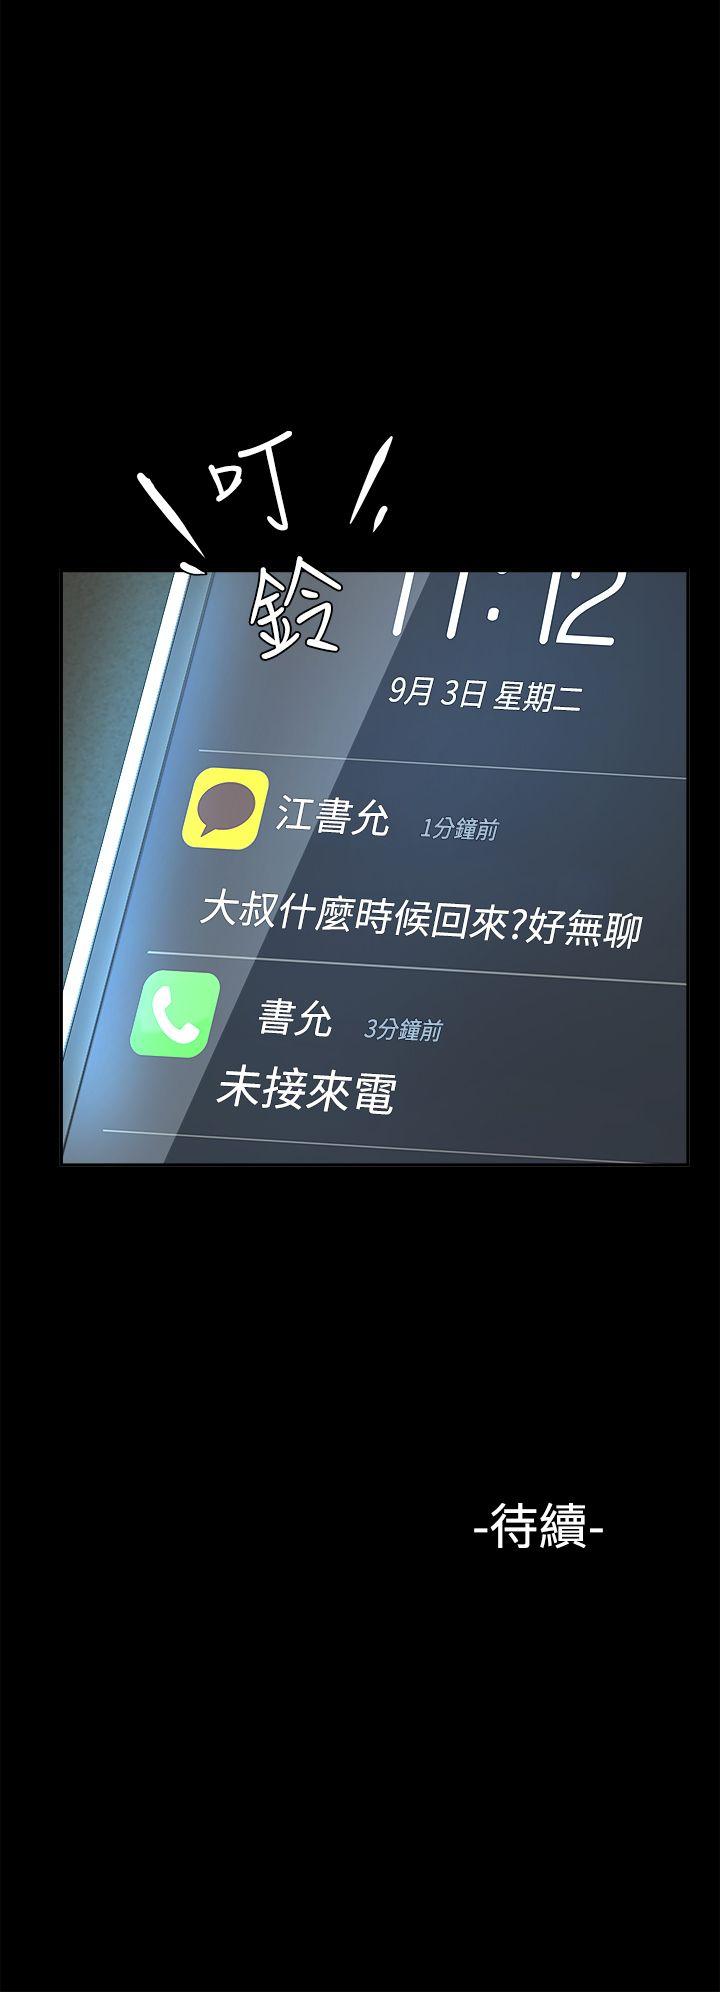 叮
鈴
11:12
9月 3日 星期二
江書允 1分鐘前
大叔什麼時候回來?好無聊
書允 3分鐘前
未接來電
-待續-